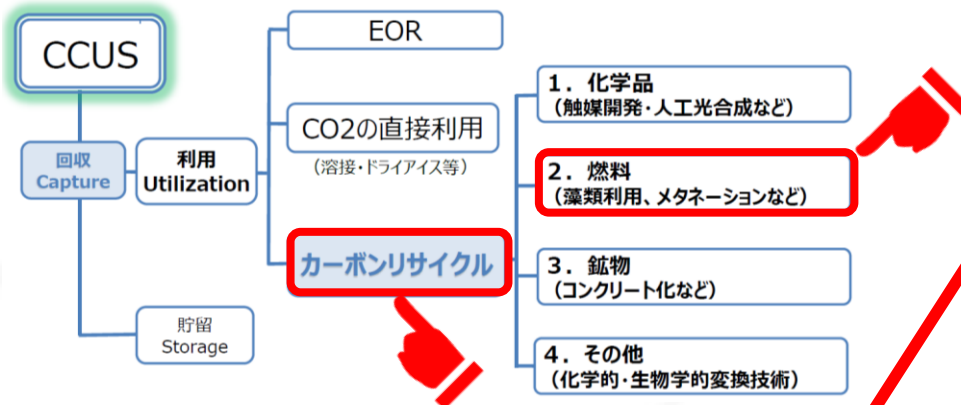 CCUS
回収
Capture
利用
Utilization
貯留
Storage
EOR
CO2の直接利用
(溶接・ドライアイス等)
カーボンリサイクル
1. 化学品
(触媒開発・人工光合成など)
2. 燃料
(藻類利用、メタネーションなど)
3. 鉱物
(コンクリート化など)
4. その他
(化学的・生物学的変換技術)